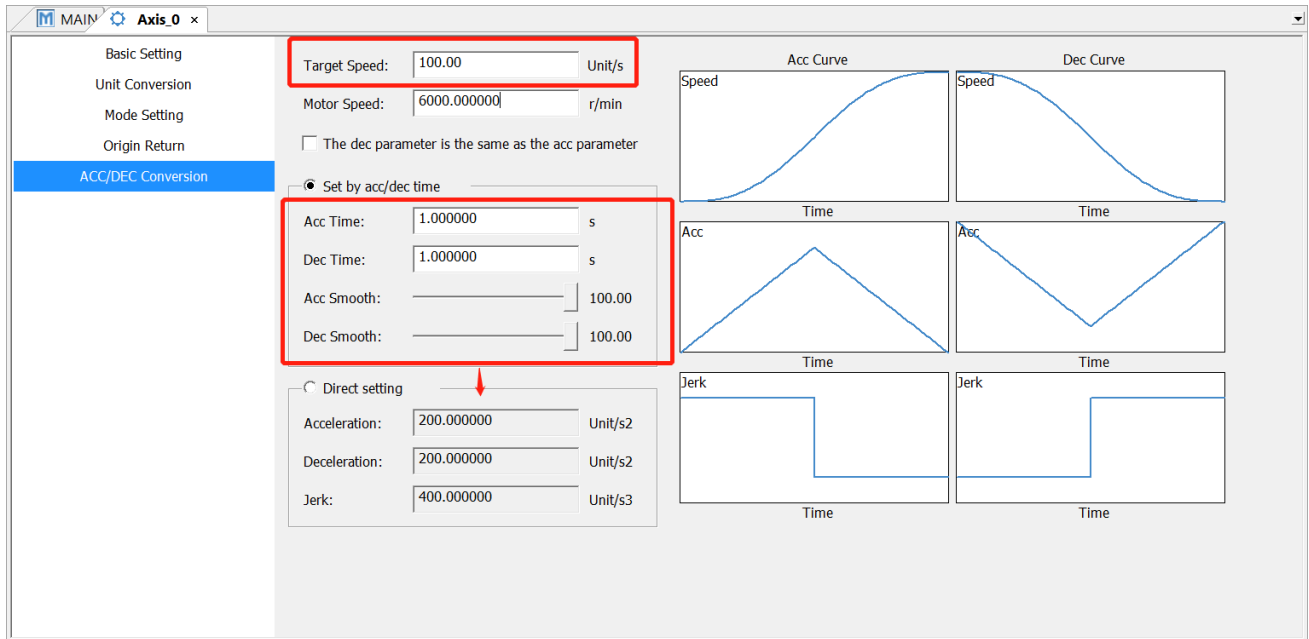 MAIN
Axis_0 ×
Basic Setting
Unit Conversion
Mode Setting
Origin Return
ACC/DEC Conversion
Target Speed: 100.00 Unit/s
Motor Speed: 6000.000000 r/min
The dec parameter is the same as the acc parameter
Set by acc/dec time
Acc Time: 1.000000 s
Dec Time: 1.000000 s
Acc Smooth: 100.00
Dec Smooth: 100.00
Direct setting
Acceleration: 200.000000 Unit/s2
Deceleration: 200.000000 Unit/s2
Jerk: 400.000000 Unit/s3
Acc Curve
Speed
Time
Acc
Time
Jerk
Time
Dec Curve
Speed
Time
Acc
Time
Jerk
Time